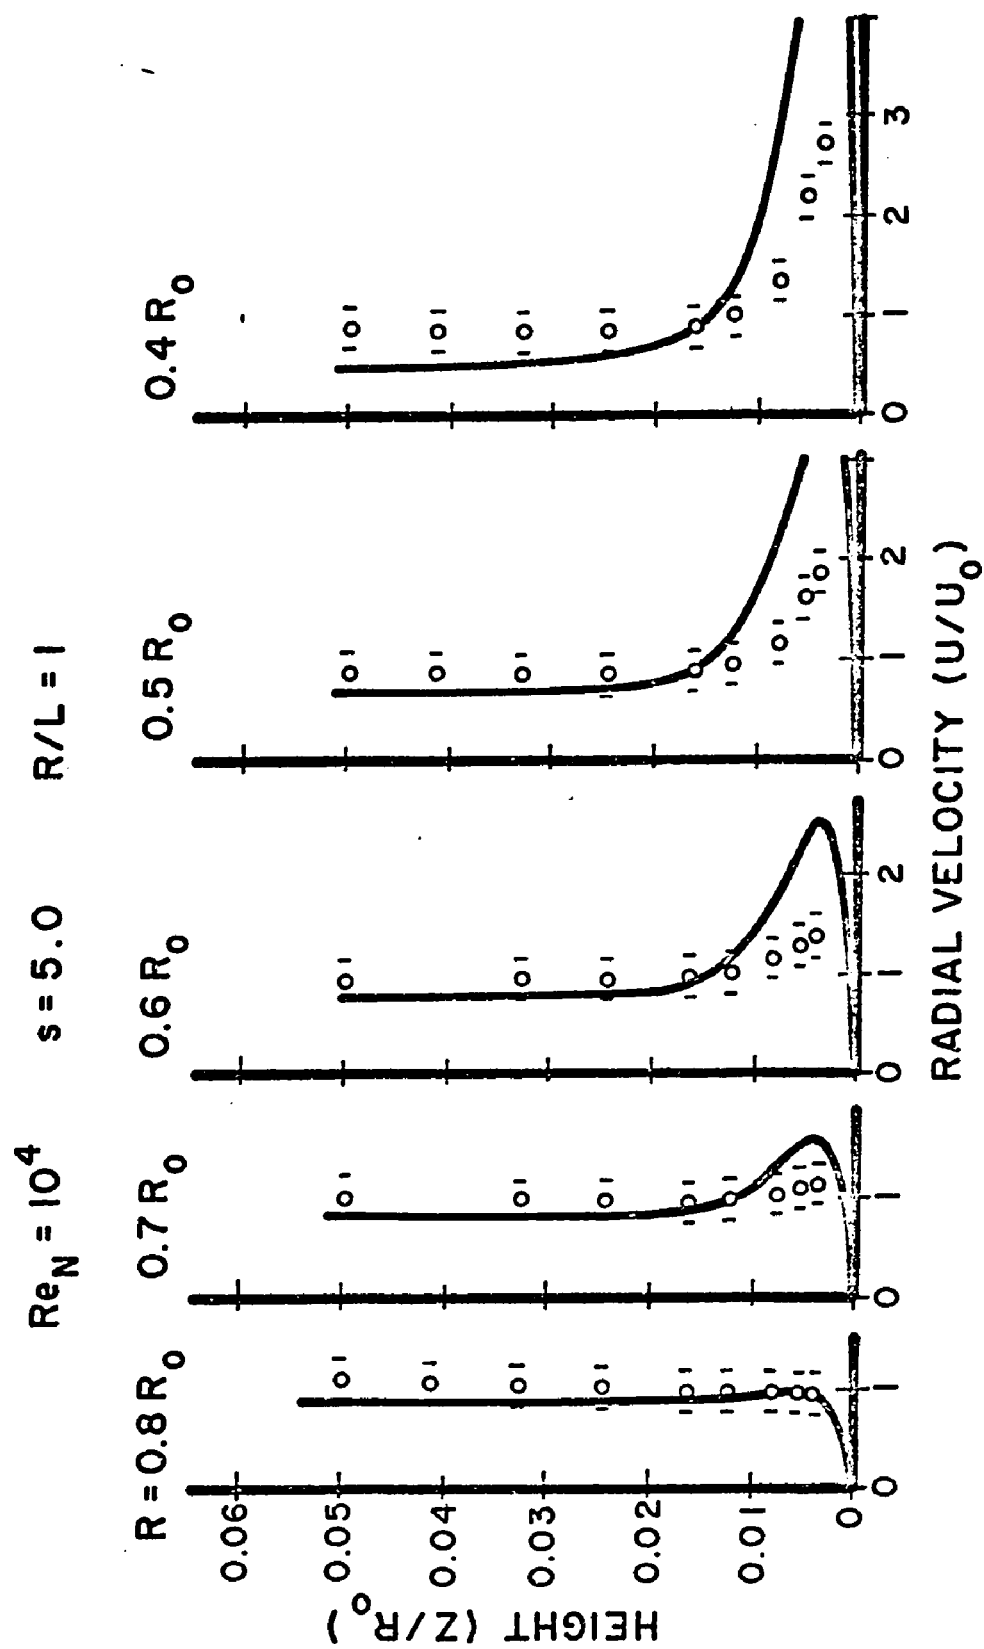 Re_N = 10^4   s = 5.0   R/L = 1
R = 0.8 R_o   0.7 R_o   0.6 R_o   0.5 R_o   0.4 R_o
HEIGHT (Z/R_o)
0.06
0.05
0.04
0.03
0.02
0.01
0
0 1   0 1   0 1 2   0 1 2   0 1 2 3
RADIAL VELOCITY (U/U_o)